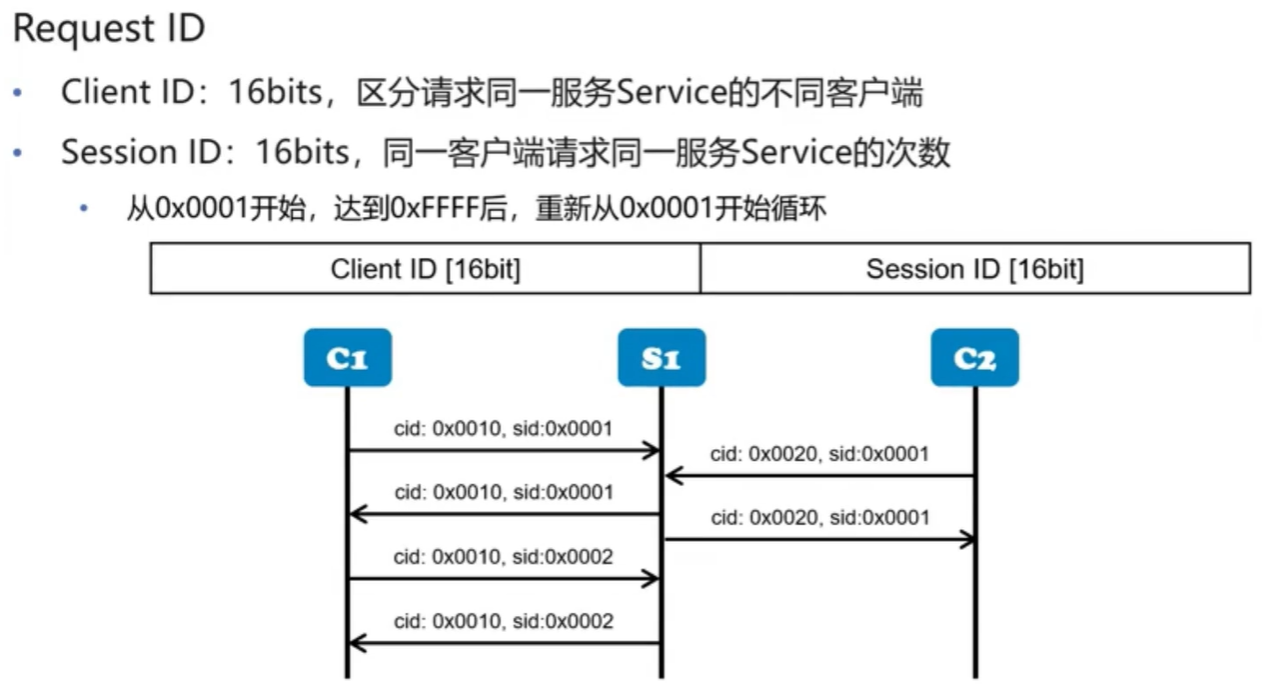 Request ID
• Client ID：16bits，区分请求同一服务Service的不同客户端
• Session ID：16bits，同一客户端请求同一服务Service的次数
• 从0x0001开始，达到0xFFFF后，重新从0x0001开始循环
Client ID [16bit] Session ID [16bit]
C1 S1 C2
cid: 0x0010, sid:0x0001
cid: 0x0020, sid:0x0001
cid: 0x0010, sid:0x0001
cid: 0x0020, sid:0x0001
cid: 0x0010, sid:0x0002
cid: 0x0010, sid:0x0002